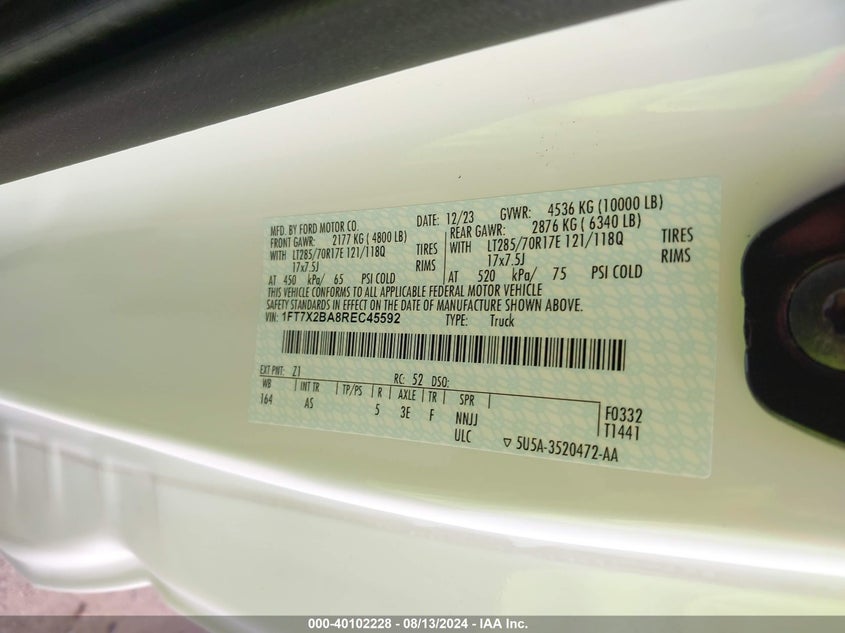 MFD. BY FORD MOTOR CO. DATE: 12/23 GVWR: 4536 KG (10000 LB)
FRONT GAWR: 2177 KG ( 4800 LB) REAR GAWR: 2876 KG ( 6340 LB)
WITH LT285/70R17E 121/118Q TIRES WITH LT285/70R17E 121/118Q TIRES
17x7.5J RIMS 17x7.5J RIMS
AT 450 kPa/ 65 PSI COLD AT 520 kPa/ 75 PSI COLD
THIS VEHICLE CONFORMS TO ALL APPLICABLE FEDERAL MOTOR VEHICLE
SAFETY STANDARDS IN EFFECT ON THE DATE OF MANUFACTURE SHOWN ABOVE.
VIN: 1FT7X2BA8REC45592 TYPE: Truck
EXT PNT: Z1 RC: 52 DSO:
WB INT TR TP/PS R AXLE TR SPR F0332
164 AS 5 3E F NNJJ T1441
ULC ▽ 5U5A-3520472-AA
000-40102228 - 08/13/2024 - IAA Inc.